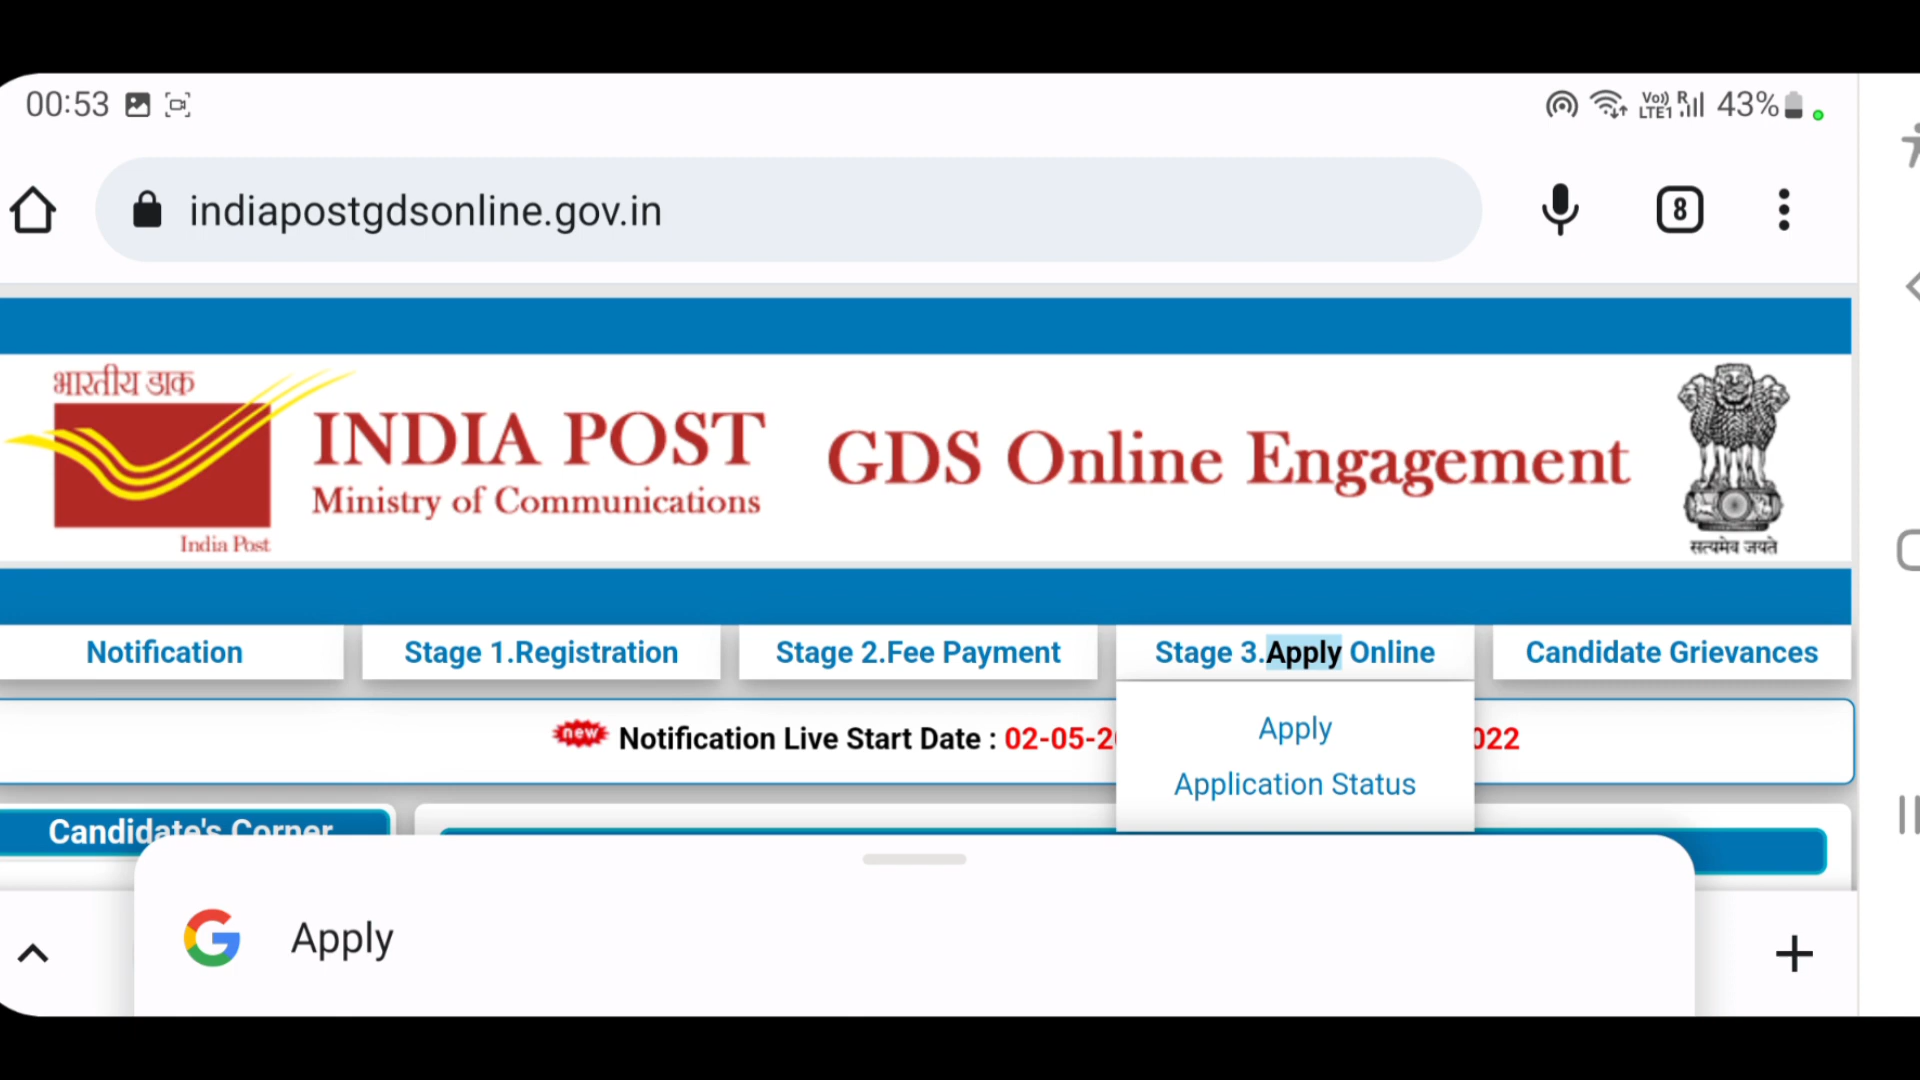 00:53
Vo)) R 43%
LTE1
indiapostgdsonline.gov.in
8
भारतीय डाक
India Post
INDIA POST
Ministry of Communications
GDS Online Engagement
सत्यमेव जयते
Notification
Stage 1.Registration
Stage 2.Fee Payment
Stage 3.Apply Online
Candidate Grievances
Apply
Application Status
new Notification Live Start Date : 02-05-2 022
Candidate's Corner
Apply